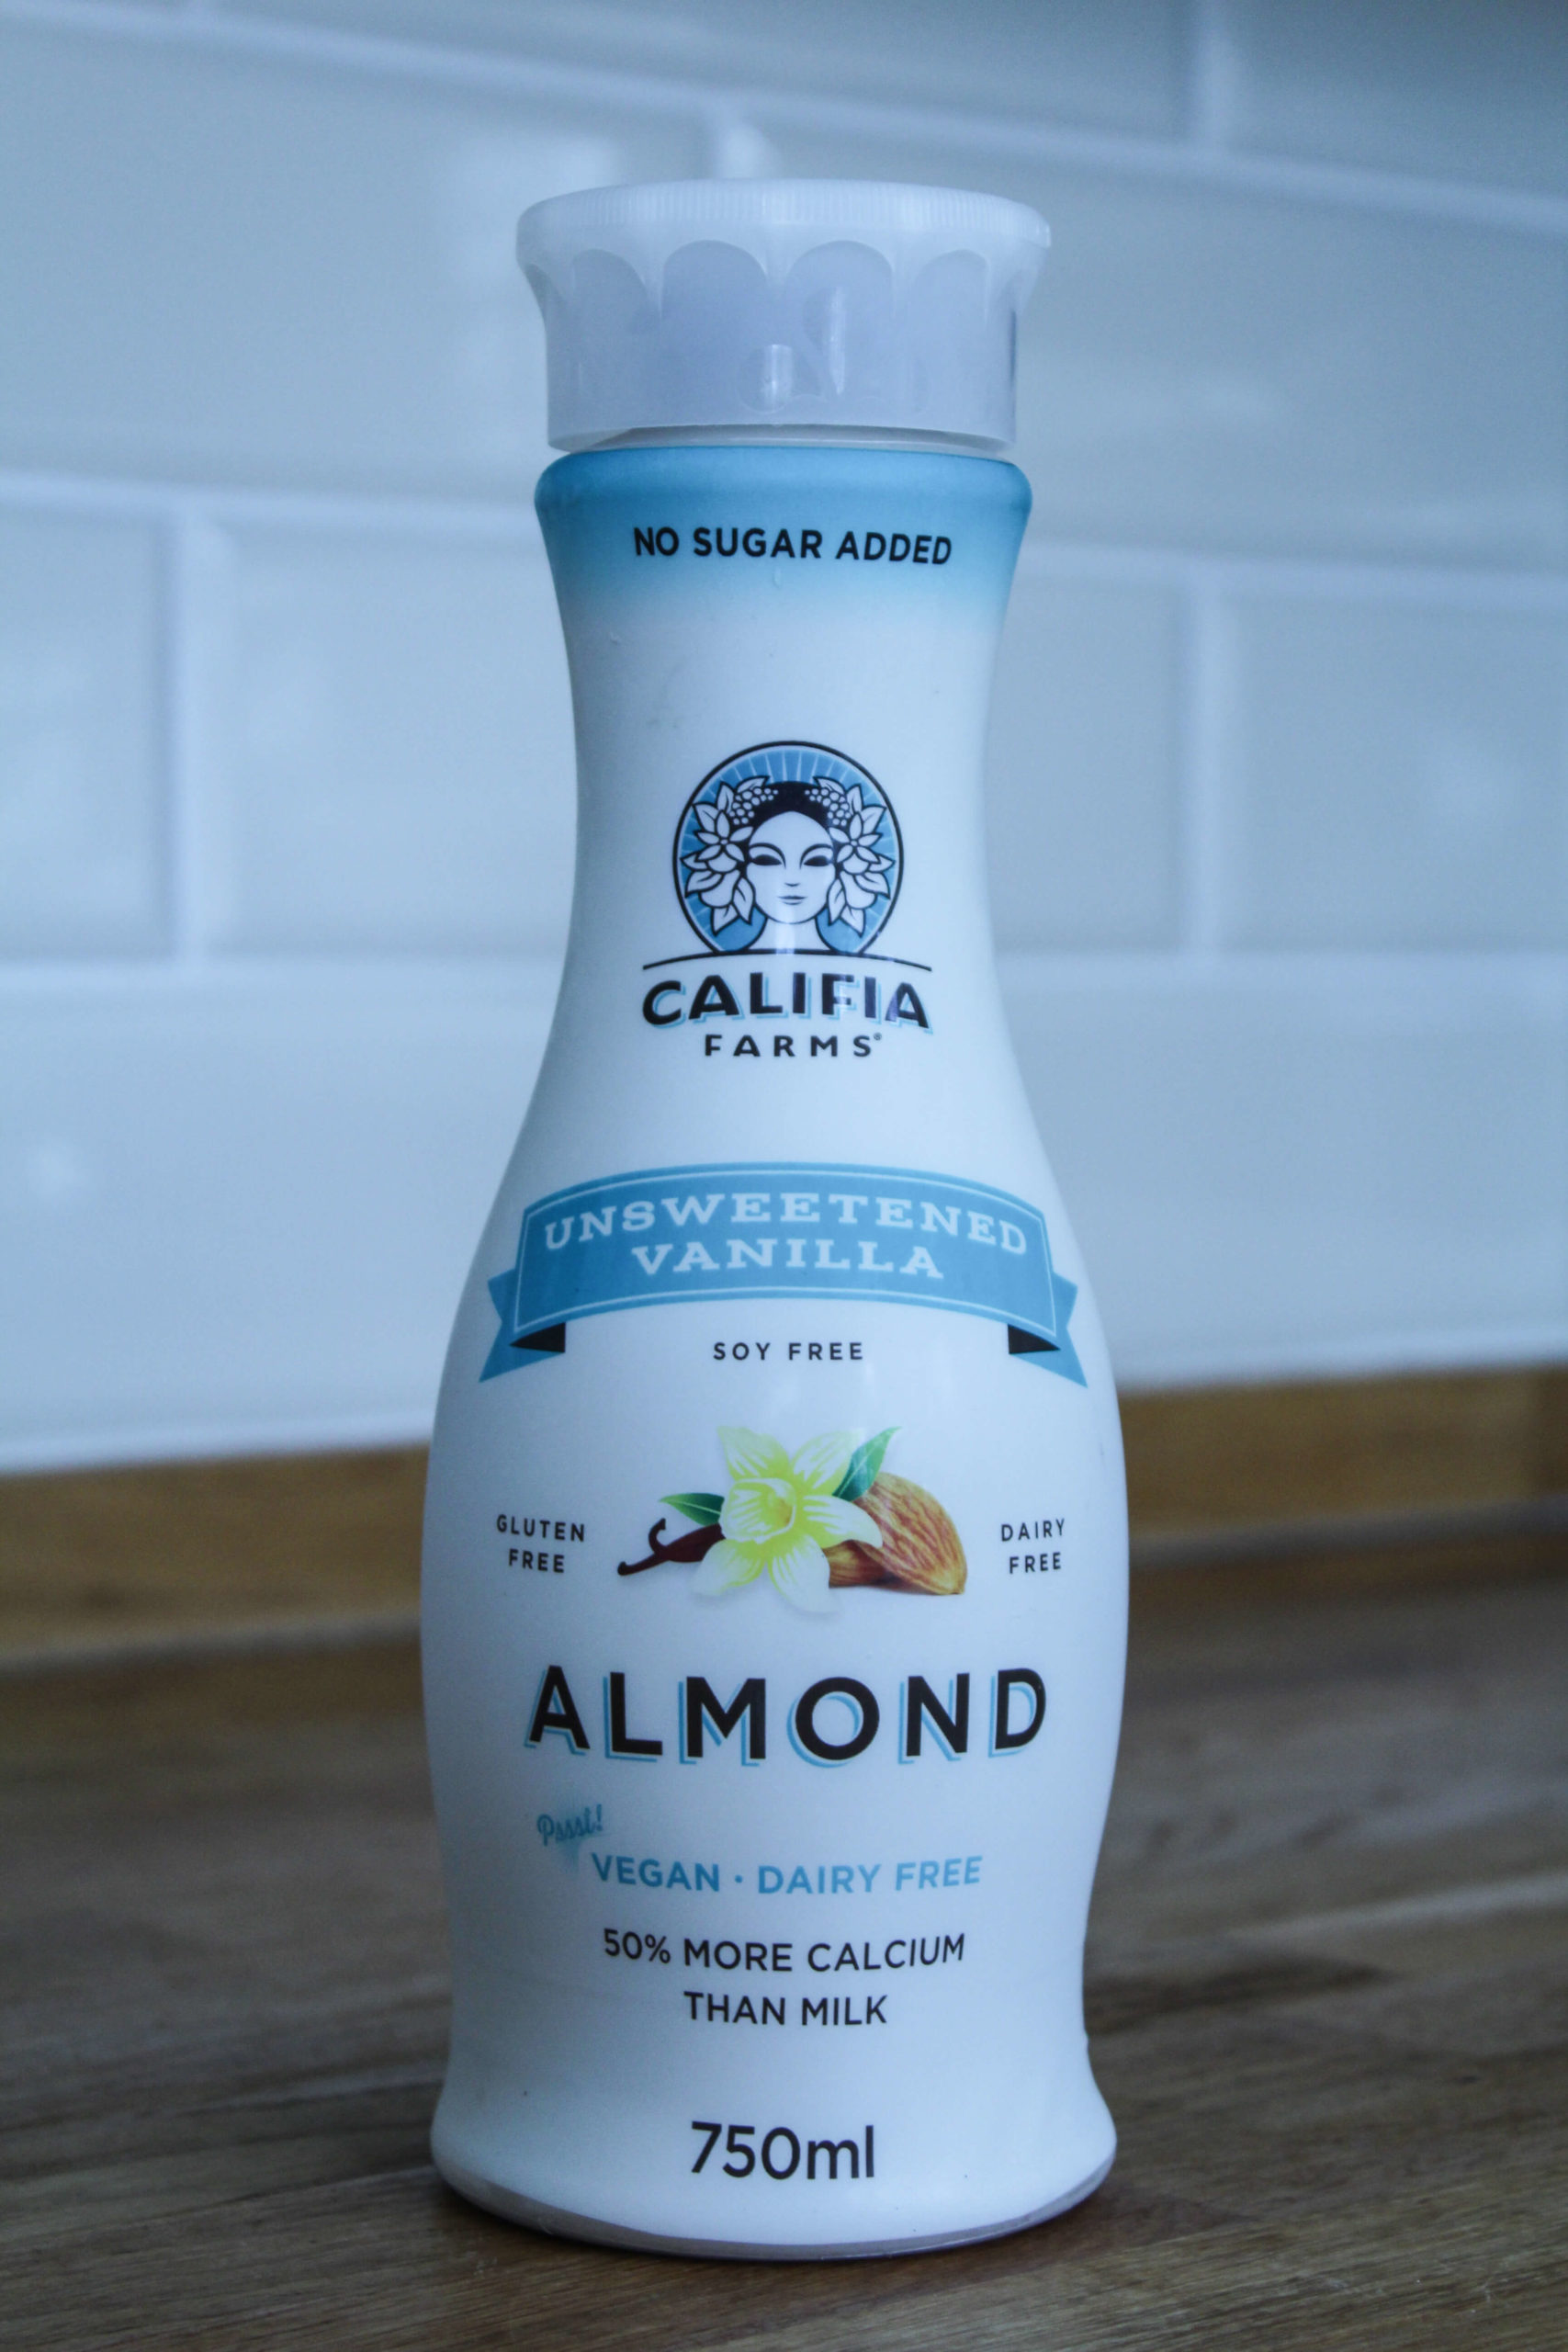 NO SUGAR ADDED
CALIFIA
FARMS®
UNSWEETENED
VANILLA
SOY FREE
GLUTEN
FREE
DAIRY
FREE
ALMOND
Pssst!
VEGAN · DAIRY FREE
50% MORE CALCIUM
THAN MILK
750ml